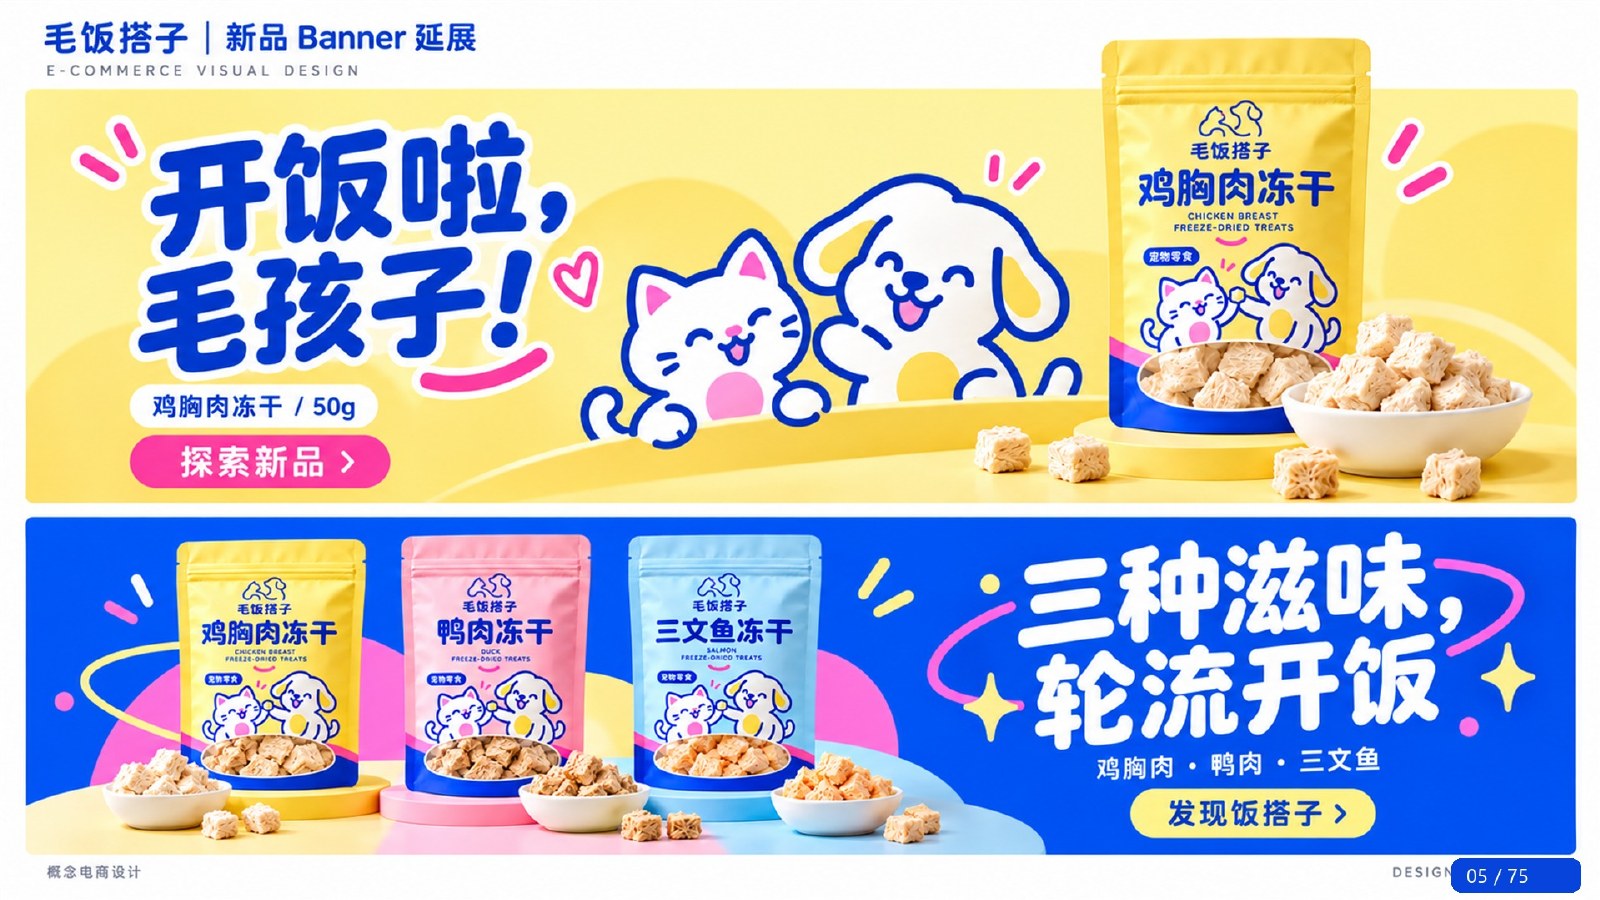 毛饭搭子 | 新品 Banner 延展
E-COMMERCE VISUAL DESIGN
开饭啦,
毛孩子!
鸡胸肉冻干 / 50g
探索新品 >
毛饭搭子
鸡胸肉冻干
CHICKEN BREAST
FREEZE-DRIED TREATS
宠物零食
毛饭搭子
鸡胸肉冻干
CHICKEN BREAST
FREEZE-DRIED TREATS
宠物零食
毛饭搭子
鸭肉冻干
DUCK
FREEZE-DRIED TREATS
宠物零食
毛饭搭子
三文鱼冻干
SALMON
FREEZE-DRIED TREATS
宠物零食
三种滋味,
轮流开饭
鸡胸肉 · 鸭肉 · 三文鱼
发现饭搭子 >
概念电商设计
DESIGN
05 / 75